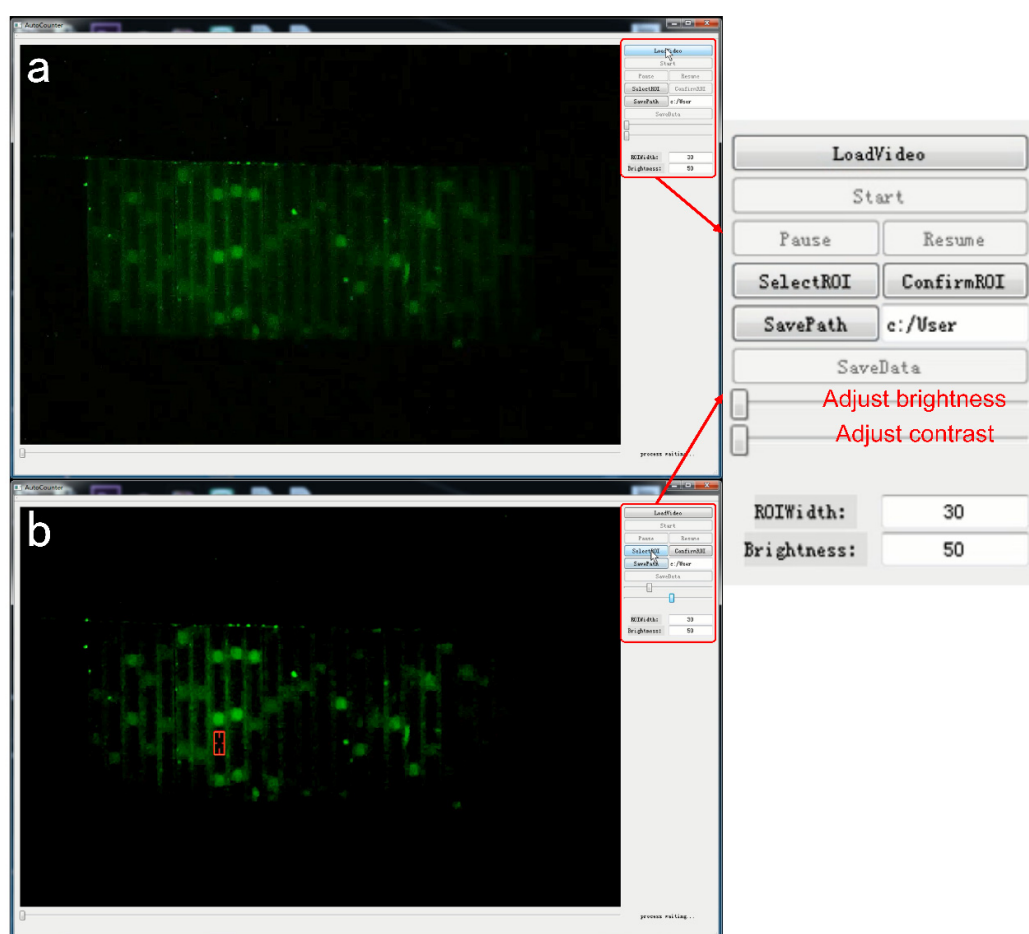 AutoCounter
a
LoadVideo
Start
Pause Resume
SelectROI ConfirmROI
SavePath c:/User
SaveData
ROIWidth: 30
Brightness: 50
process waiting...
LoadVideo
Start
Pause Resume
SelectROI ConfirmROI
SavePath c:/User
SaveData
Adjust brightness
Adjust contrast
ROIWidth: 30
Brightness: 50
AutoCounter
b
LoadVideo
Start
Pause Resume
SelectROI ConfirmROI
SavePath c:/User
SaveData
ROIWidth: 30
Brightness: 50
process waiting...